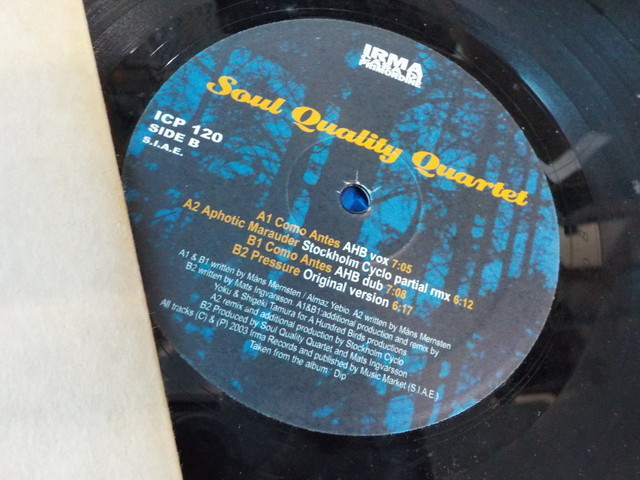 IRMA
CASA DI
PRIMORDINE
Soul Quality Quartet
ICP 120
SIDE B
S.I.A.E.
A1 Como Antes AHB vox 7:05
A2 Aphotic Marauder Stockholm Cyclo partial rmx 6:12
B1 Como Antes AHB dub 7:08
B2 Pressure Original version 6:17
A1 & B1 written by Måns Mernsten / Almaz Yebio. A2 written by Måns Mernsten
B2 written by Mats Ingvarsson. A1&B1 additional production and remix by
Yoku & Shigeki Tamura for A Hundred Birds productions
A2 remix and additional production by Stockholm Cyclo
B2 Produced by Soul Quality Quartet and Mats Ingvarsson
All tracks (C) & (P) 2003 Irma Records and published by Music Market (S.I.A.E.)
Taken from the album ' Dip'